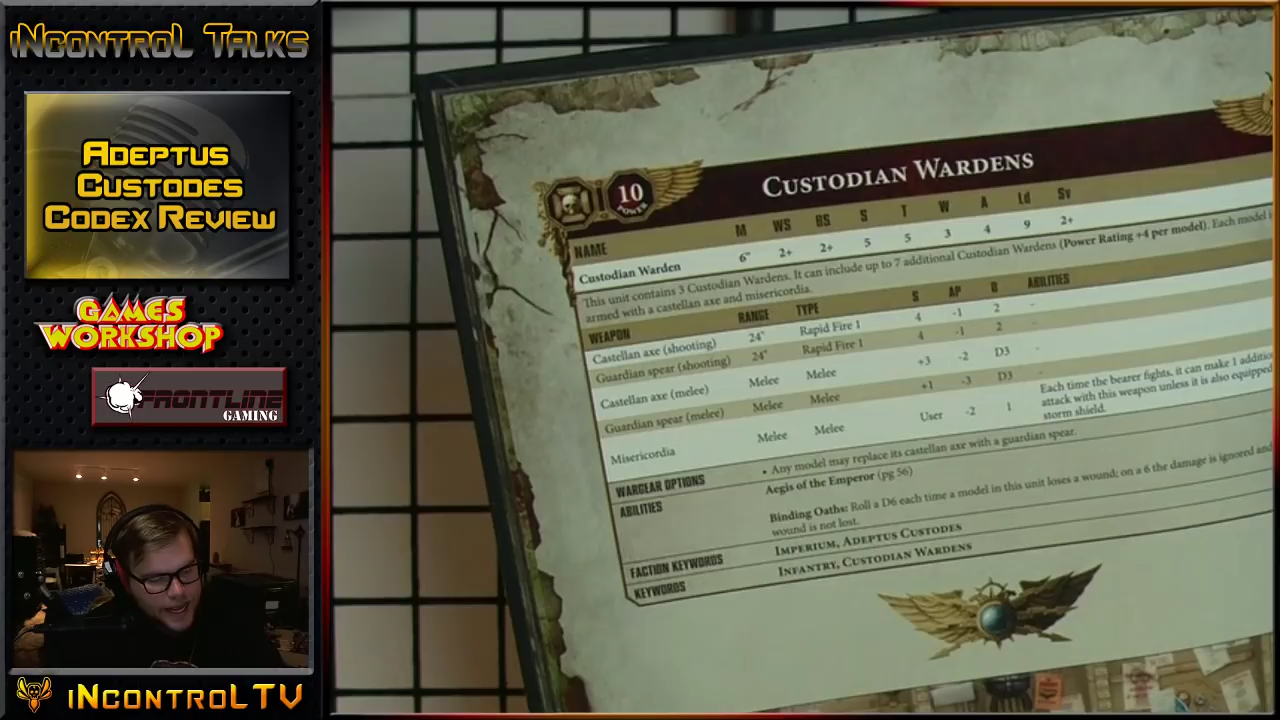 iNcontroL Talks
Adeptus
Custodes
Codex Review
GAMES
WORKSHOP
FRONTLINE
GAMING
iNcontroLTV
10
POWER
CUSTODIAN WARDENS
NAME M WS BS S T W A Ld Sv
Custodian Warden 6" 2+ 2+ 5 5 3 4 9 2+
This unit contains 3 Custodian Wardens. It can include up to 7 additional Custodian Wardens (Power Rating +4 per model). Each model
armed with a castellan axe and misericordia.
WEAPON RANGE TYPE S AP D ABILITIES
Castellan axe (shooting) 24" Rapid Fire 1 4 -1 2 -
Guardian spear (shooting) 24" Rapid Fire 1 4 -1 2
Castellan axe (melee) Melee Melee +3 -2 D3 -
Guardian spear (melee) Melee Melee +1 -3 D3 -
Misericordia Melee Melee User -2 1
Each time the bearer fights, it can make 1
attack with this weapon unless it is also equipped
storm shield.
WARGEAR OPTIONS • Any model may replace its castellan axe with a guardian spear.
ABILITIES Aegis of the Emperor (pg 56)
Binding Oaths: Roll a D6 each time a model in this unit loses a wound; on a 6 the damage is ignored and
wound is not lost.
FACTION KEYWORDS IMPERIUM, ADEPTUS CUSTODES
KEYWORDS INFANTRY, CUSTODIAN WARDENS